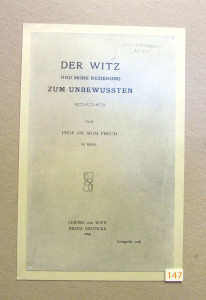 DER WITZ
UND SEINE BEZIEHUNG
ZUM UNBEWUSSTEN
VON
PROF. DR. SIGM. FREUD
IN WIEN.
LEIPZIG UND WIEN
FRANZ DEUTICKE
1905.
147